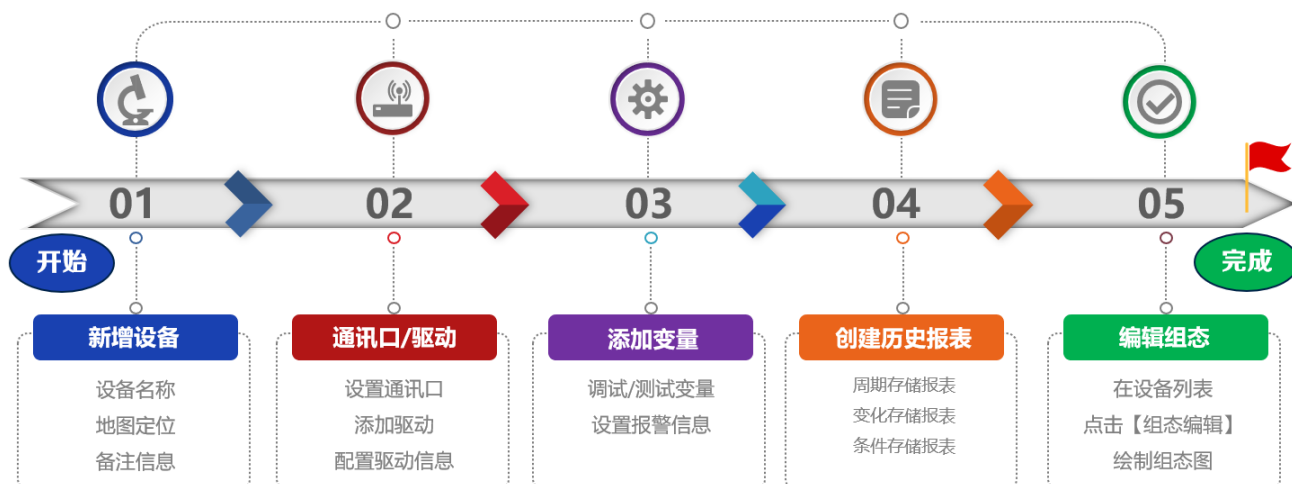 01
02
03
04
05
开始
完成
新增设备
设备名称
地图定位
备注信息
通讯口/驱动
设置通讯口
添加驱动
配置驱动信息
添加变量
调试/测试变量
设置报警信息
创建历史报表
周期存储报表
变化存储报表
条件存储报表
编辑组态
在设备列表
点击【组态编辑】
绘制组态图